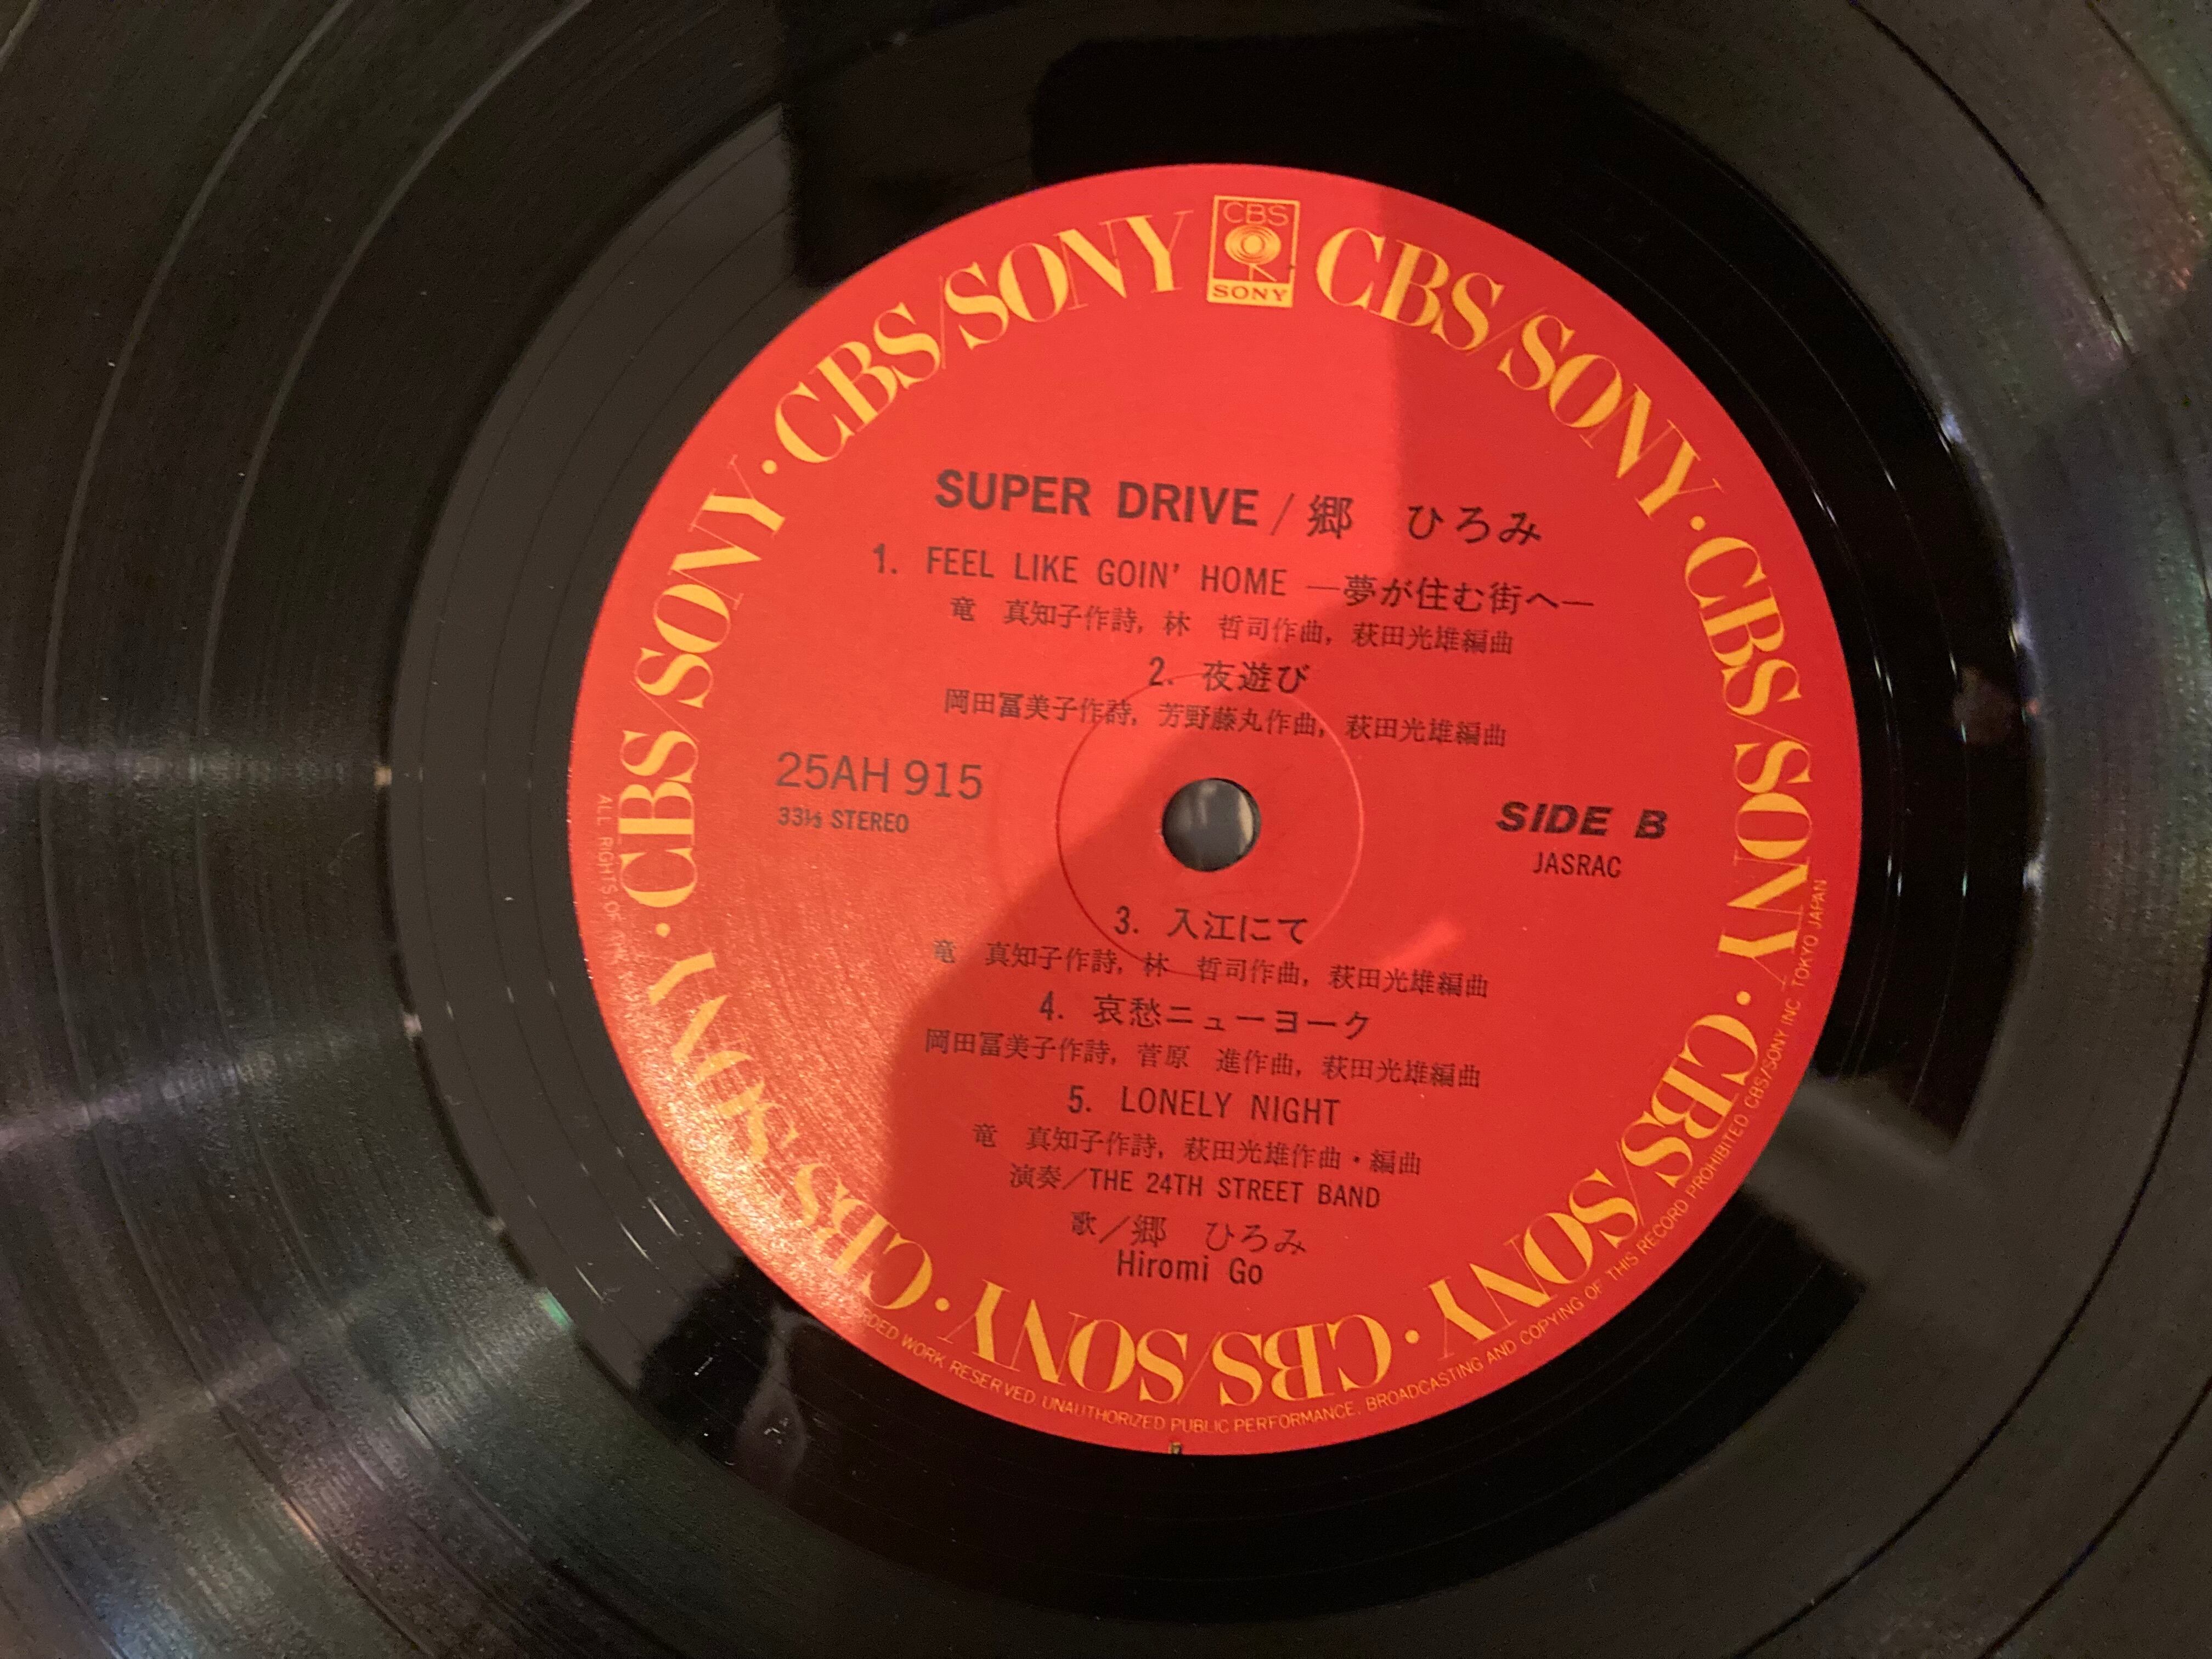 CBS
SONY
CBS/SONY · CBS/SONY · CBS/SONY · CBS/SONY · CBS/SONY · CBS/SONY · CBS/SONY · CBS/SONY · CBS/SONY
SUPER DRIVE / 郷 ひろみ
1. FEEL LIKE GOIN' HOME —夢が住む街へ—
竜 真知子作詩, 林 哲司作曲, 萩田光雄編曲
2. 夜遊び
岡田冨美子作詩, 芳野藤丸作曲, 萩田光雄編曲
25AH 915
33⅓ STEREO
SIDE B
JASRAC
3. 入江にて
竜 真知子作詩, 林 哲司作曲, 萩田光雄編曲
4. 哀愁ニューヨーク
岡田冨美子作詩, 菅原 進作曲, 萩田光雄編曲
5. LONELY NIGHT
竜 真知子作詩, 萩田光雄作曲・編曲
演奏/THE 24TH STREET BAND
歌/郷 ひろみ
Hiromi Go
ALL RIGHTS OF WORK RESERVED UNAUTHORIZED PUBLIC PERFORMANCE, BROADCASTING AND COPYING OF THIS RECORD PROHIBITED CBS/SONY INC TOKYO JAPAN